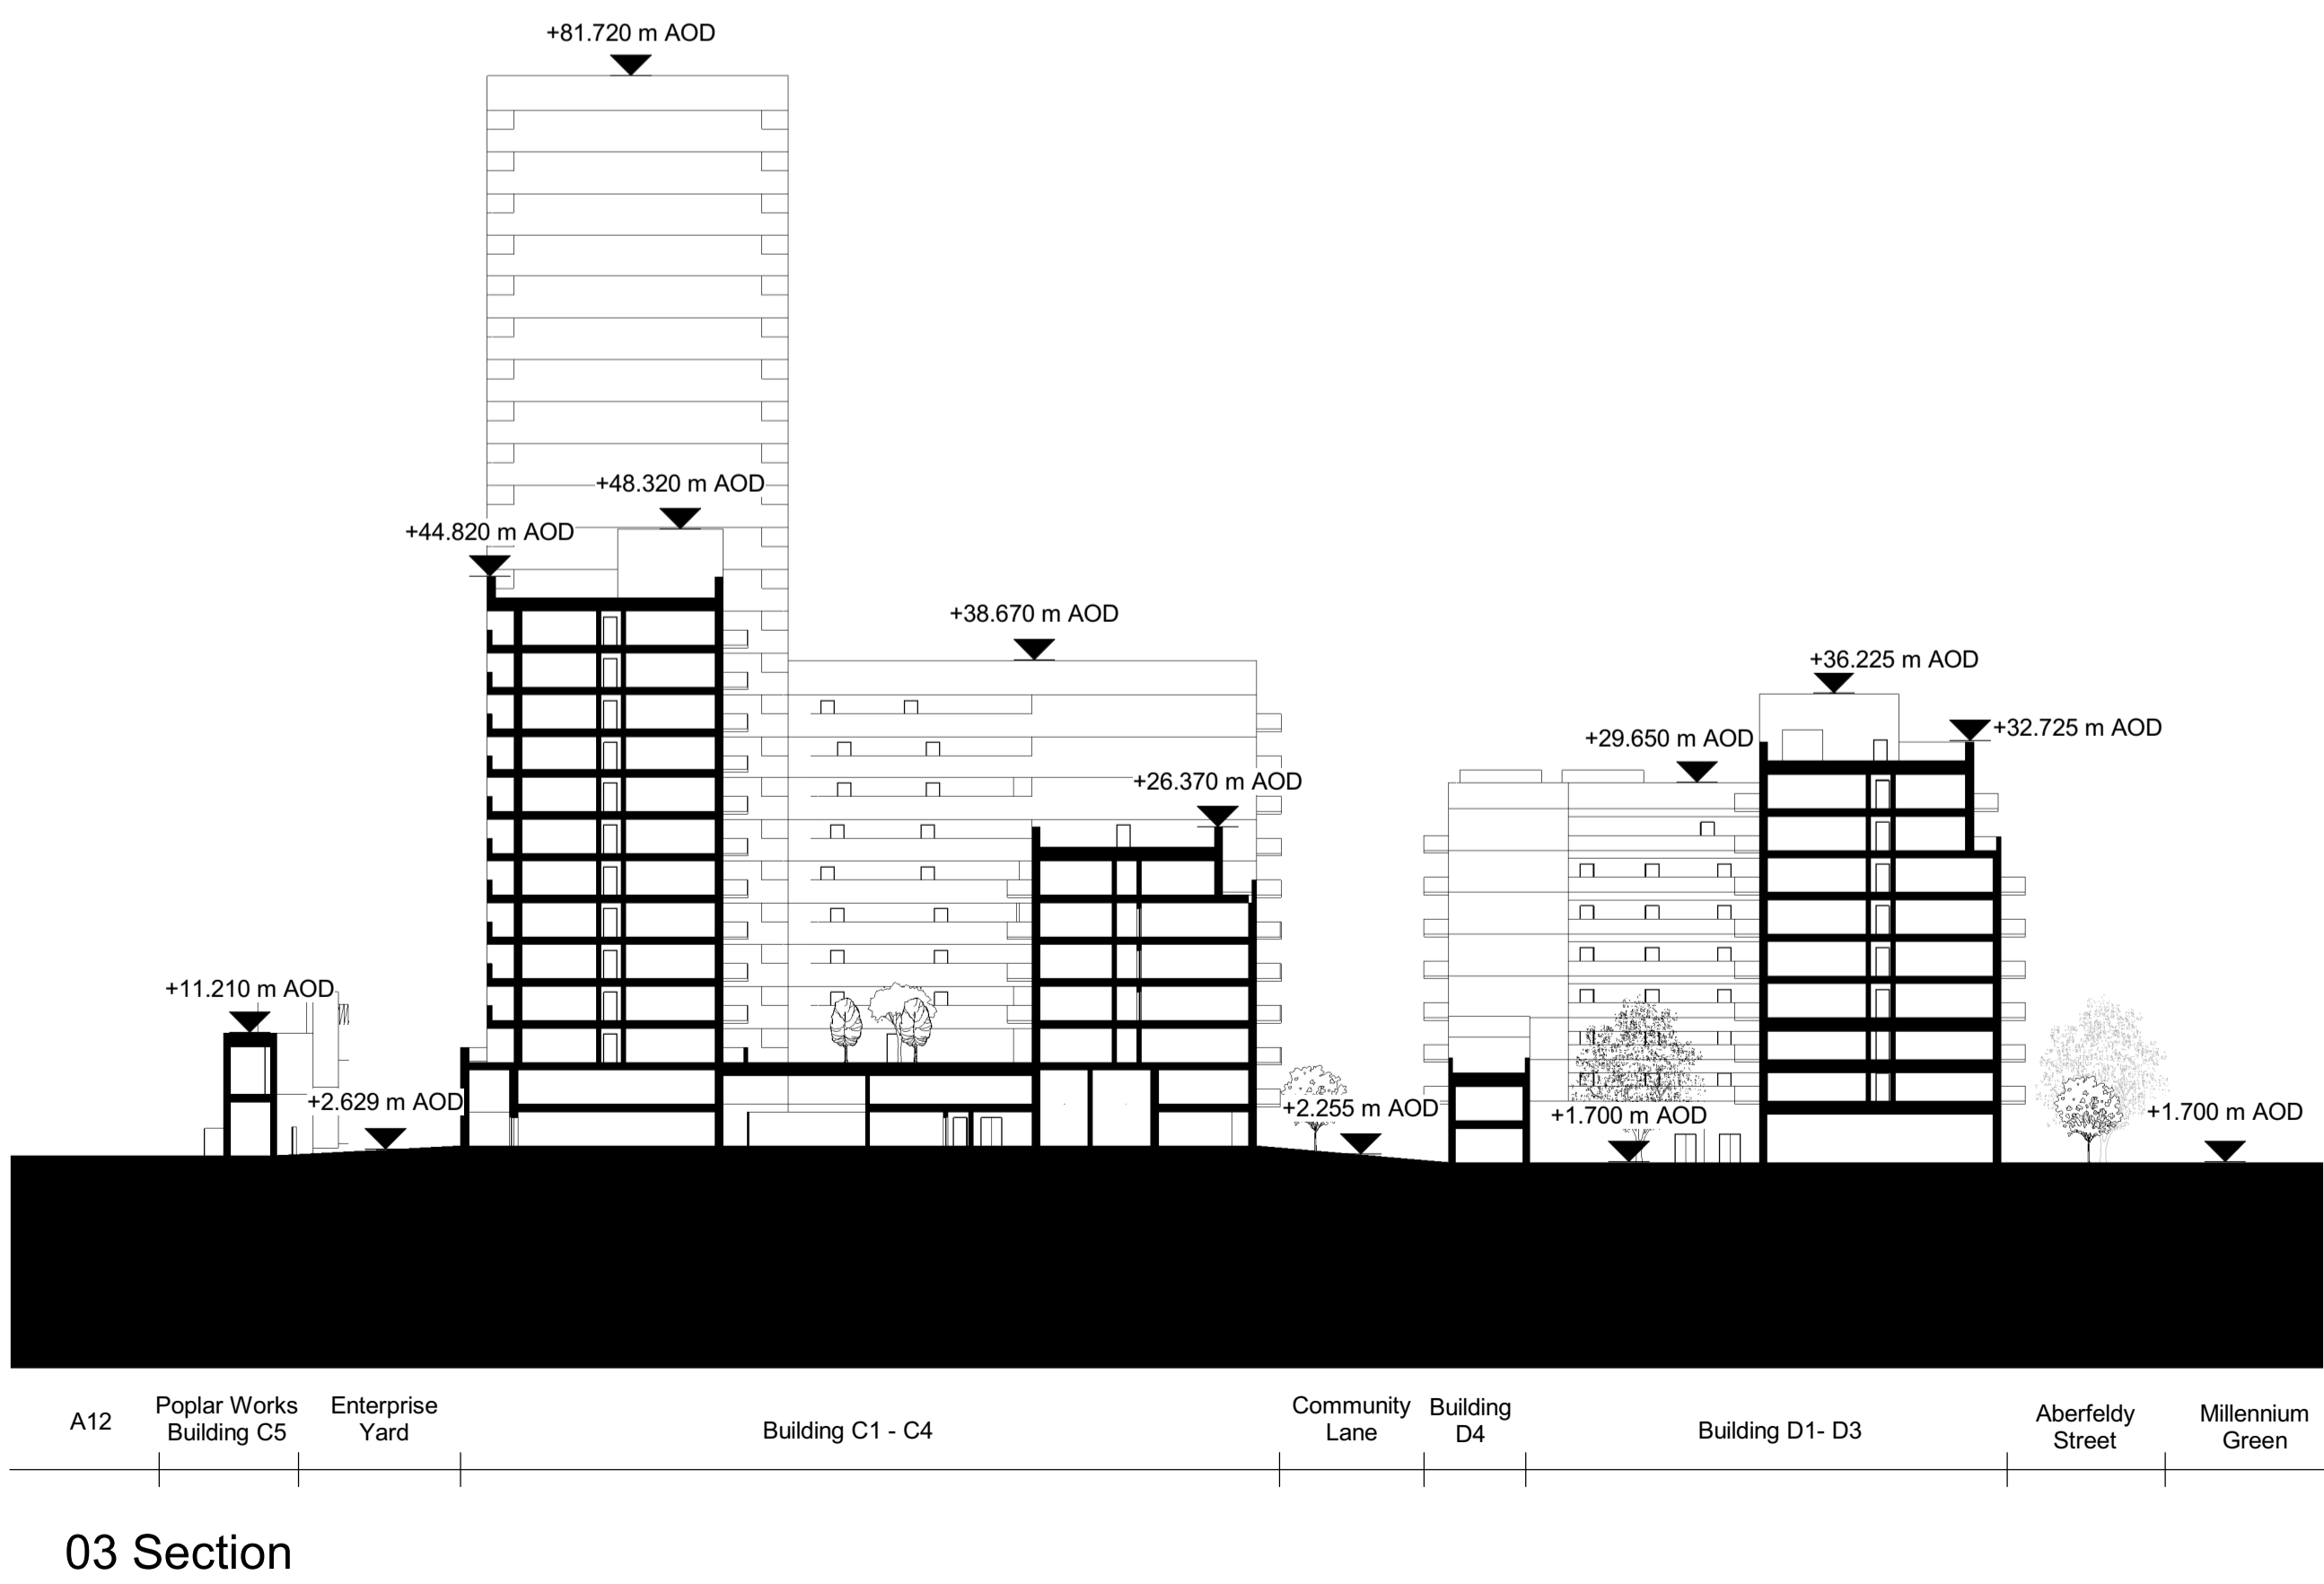 +81.720 m AOD
+48.320 m AOD
+44.820 m AOD
+38.670 m AOD
+36.225 m AOD
+32.725 m AOD
+29.650 m AOD
+26.370 m AOD
+11.210 m AOD
+2.629 m AOD
+2.255 m AOD
+1.700 m AOD
+1.700 m AOD
A12
Poplar Works
Building C5
Enterprise
Yard
Building C1 - C4
Community
Lane
Building
D4
Building D1- D3
Aberfeldy
Street
Millennium
Green
03 Section